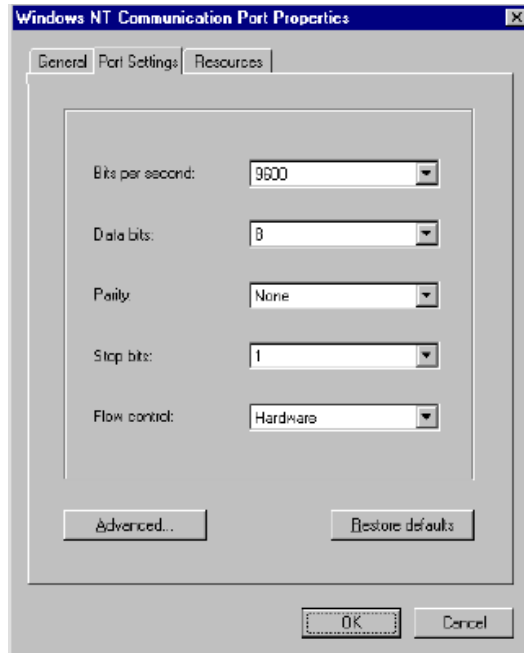 Windows NT Communication Port Properties
General Port Settings Resources
Bits per second: 9600
Data bits: 8
Parity: None
Stop bits: 1
Flow control: Hardware
Advanced... Restore defaults
OK Cancel